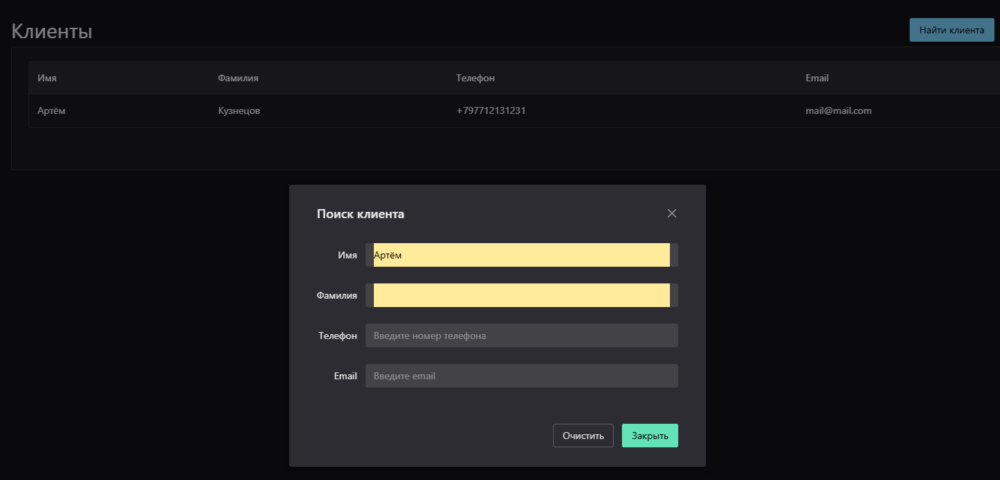 Клиенты
Найти клиента
Имя Фамилия Телефон Email
Артём Кузнецов +797712131231 mail@mail.com
Поиск клиента
Имя Артём
Фамилия
Телефон Введите номер телефона
Email Введите email
Очистить Закрыть